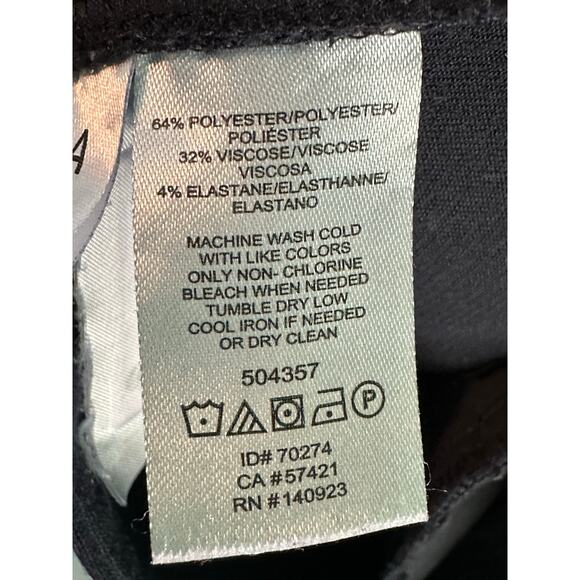 A
64% POLYESTER/POLYESTER/
POLIÉSTER
32% VISCOSE/VISCOSE
VISCOSA
4% ELASTANE/ELASTHANNE/
ELASTANO
MACHINE WASH COLD
WITH LIKE COLORS
ONLY NON- CHLORINE
BLEACH WHEN NEEDED
TUMBLE DRY LOW
COOL IRON IF NEEDED
OR DRY CLEAN
504357
P
ID# 70274
CA #57421
RN #140923